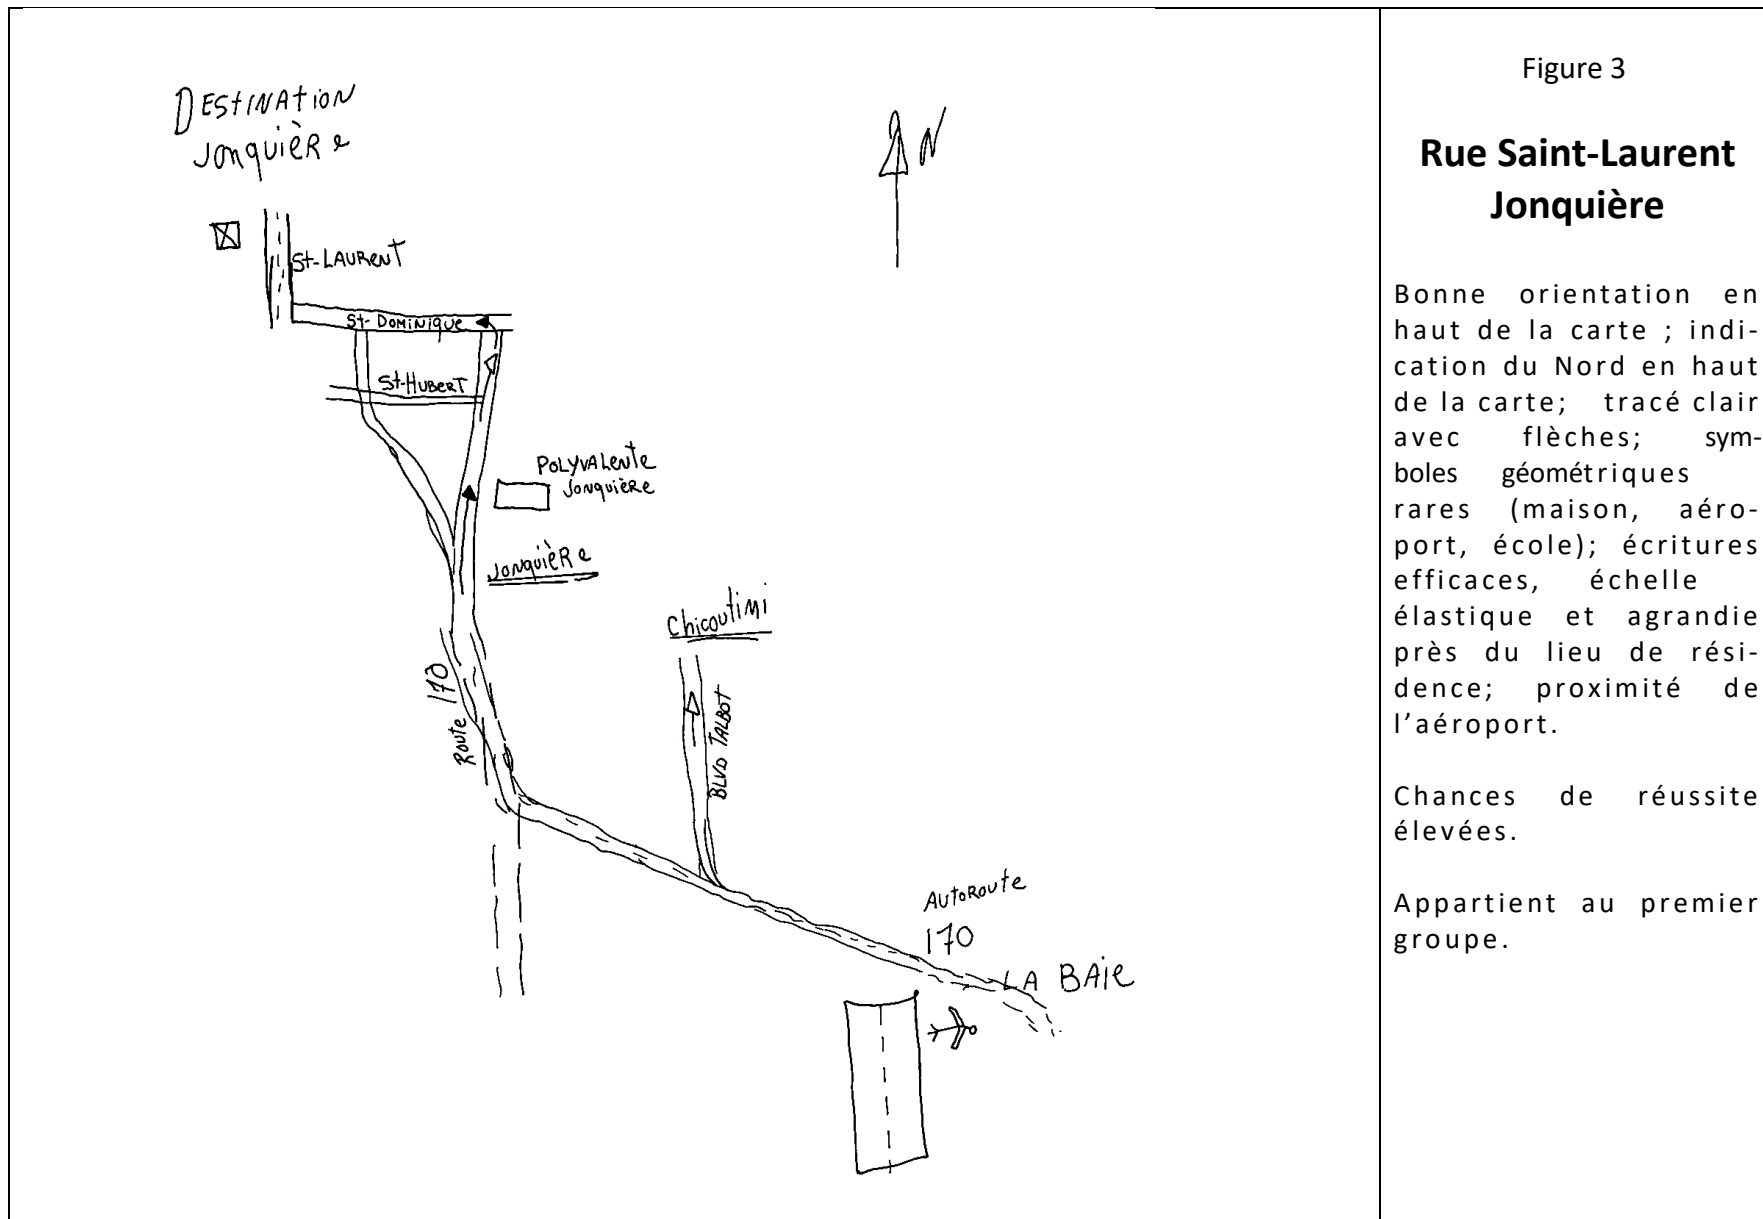 DEStINAtION
JonquièRe
N
St-LAURenT
St-DOMiNiQue
St-HUBeRT
POLYVALente
JonquièRe
JonquièRe
Chicoutimi
Route 170
BLVD TALBOT
AUtoRoute
170
LA BAie
Figure 3
Rue Saint-Laurent
Jonquière
Bonne orientation en
haut de la carte ; indi-
cation du Nord en haut
de la carte; tracé clair
avec flèches; sym-
boles géométriques
rares (maison, aéro-
port, école); écritures
efficaces, échelle
élastique et agrandie
près du lieu de rési-
dence; proximité de
l’aéroport.
Chances de réussite
élevées.
Appartient au premier
groupe.